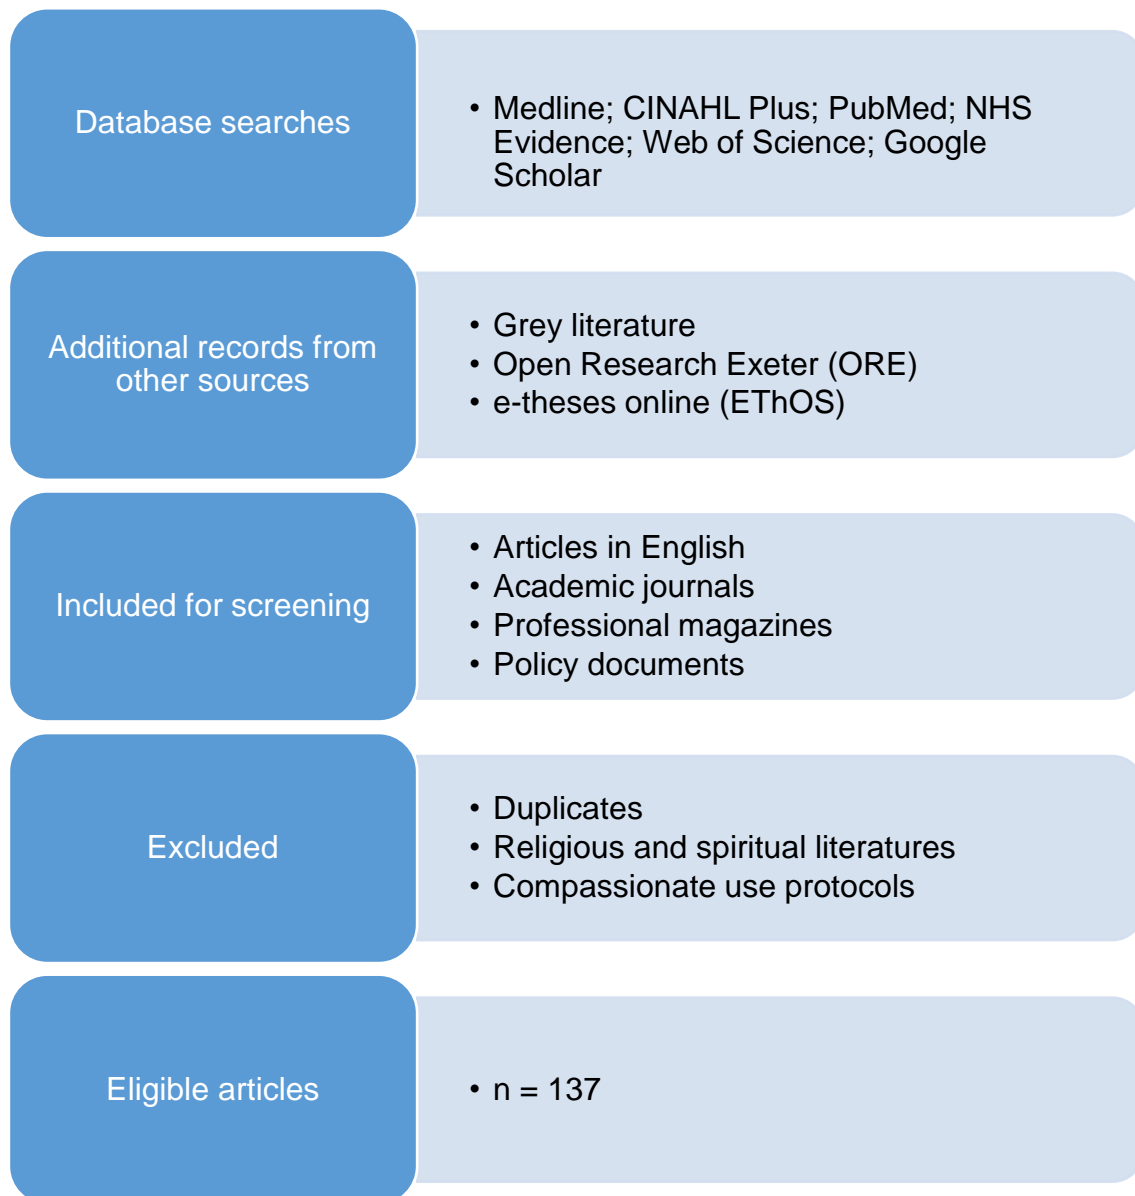 Database searches
• Medline; CINAHL Plus; PubMed; NHS
Evidence; Web of Science; Google
Scholar
Additional records from
other sources
• Grey literature
• Open Research Exeter (ORE)
• e-theses online (EThOS)
Included for screening
• Articles in English
• Academic journals
• Professional magazines
• Policy documents
Excluded
• Duplicates
• Religious and spiritual literatures
• Compassionate use protocols
Eligible articles
• n = 137